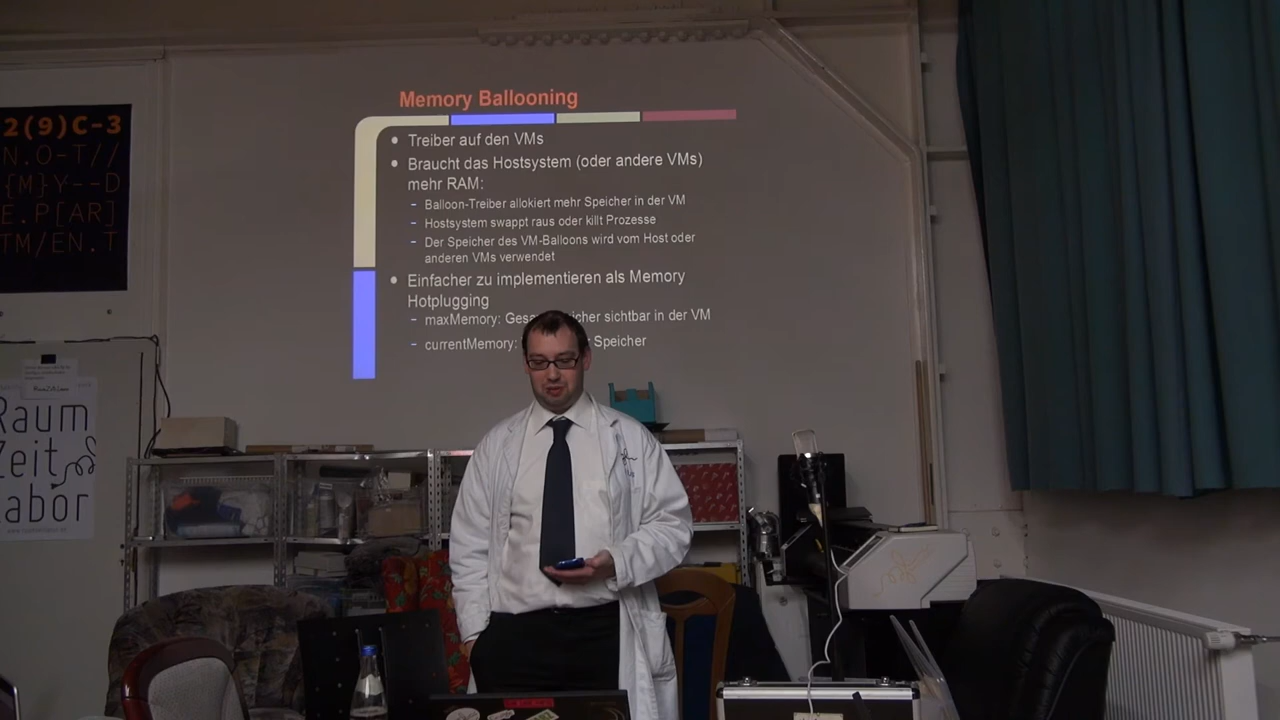 Memory Ballooning
Treiber auf den VMs
Braucht das Hostsystem (oder andere VMs)
mehr RAM:
- Balloon-Treiber allokiert mehr Speicher in der VM
- Hostsystem swappt raus oder killt Prozesse
- Der Speicher des VM-Balloons wird vom Host oder
anderen VMs verwendet
Einfacher zu implementieren als Memory
Hotplugging
- maxMemory: sichtbar in der VM
- currentMemory: Speicher
2(9)C-3
N.O-T//
{M}Y--D
E.P[AR]
TM/EN.T
Raum
Zeit
Labor